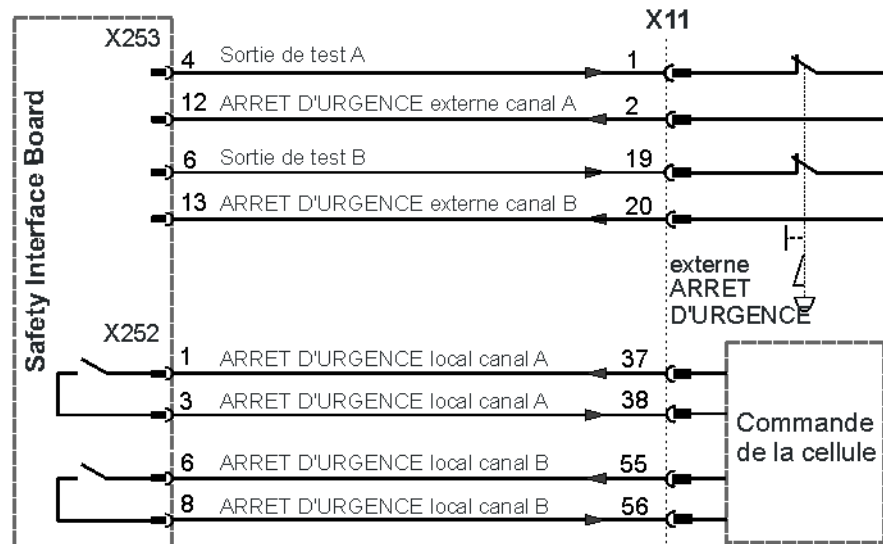 X11
X253
4 Sortie de test A 1
12 ARRET D'URGENCE externe canal A 2
6 Sortie de test B 19
13 ARRET D'URGENCE externe canal B 20
externe
ARRET
D'URGENCE
Safety Interface Board
X252
1 ARRET D'URGENCE local canal A 37
3 ARRET D'URGENCE local canal A 38
6 ARRET D'URGENCE local canal B 55
8 ARRET D'URGENCE local canal B 56
Commande
de la cellule